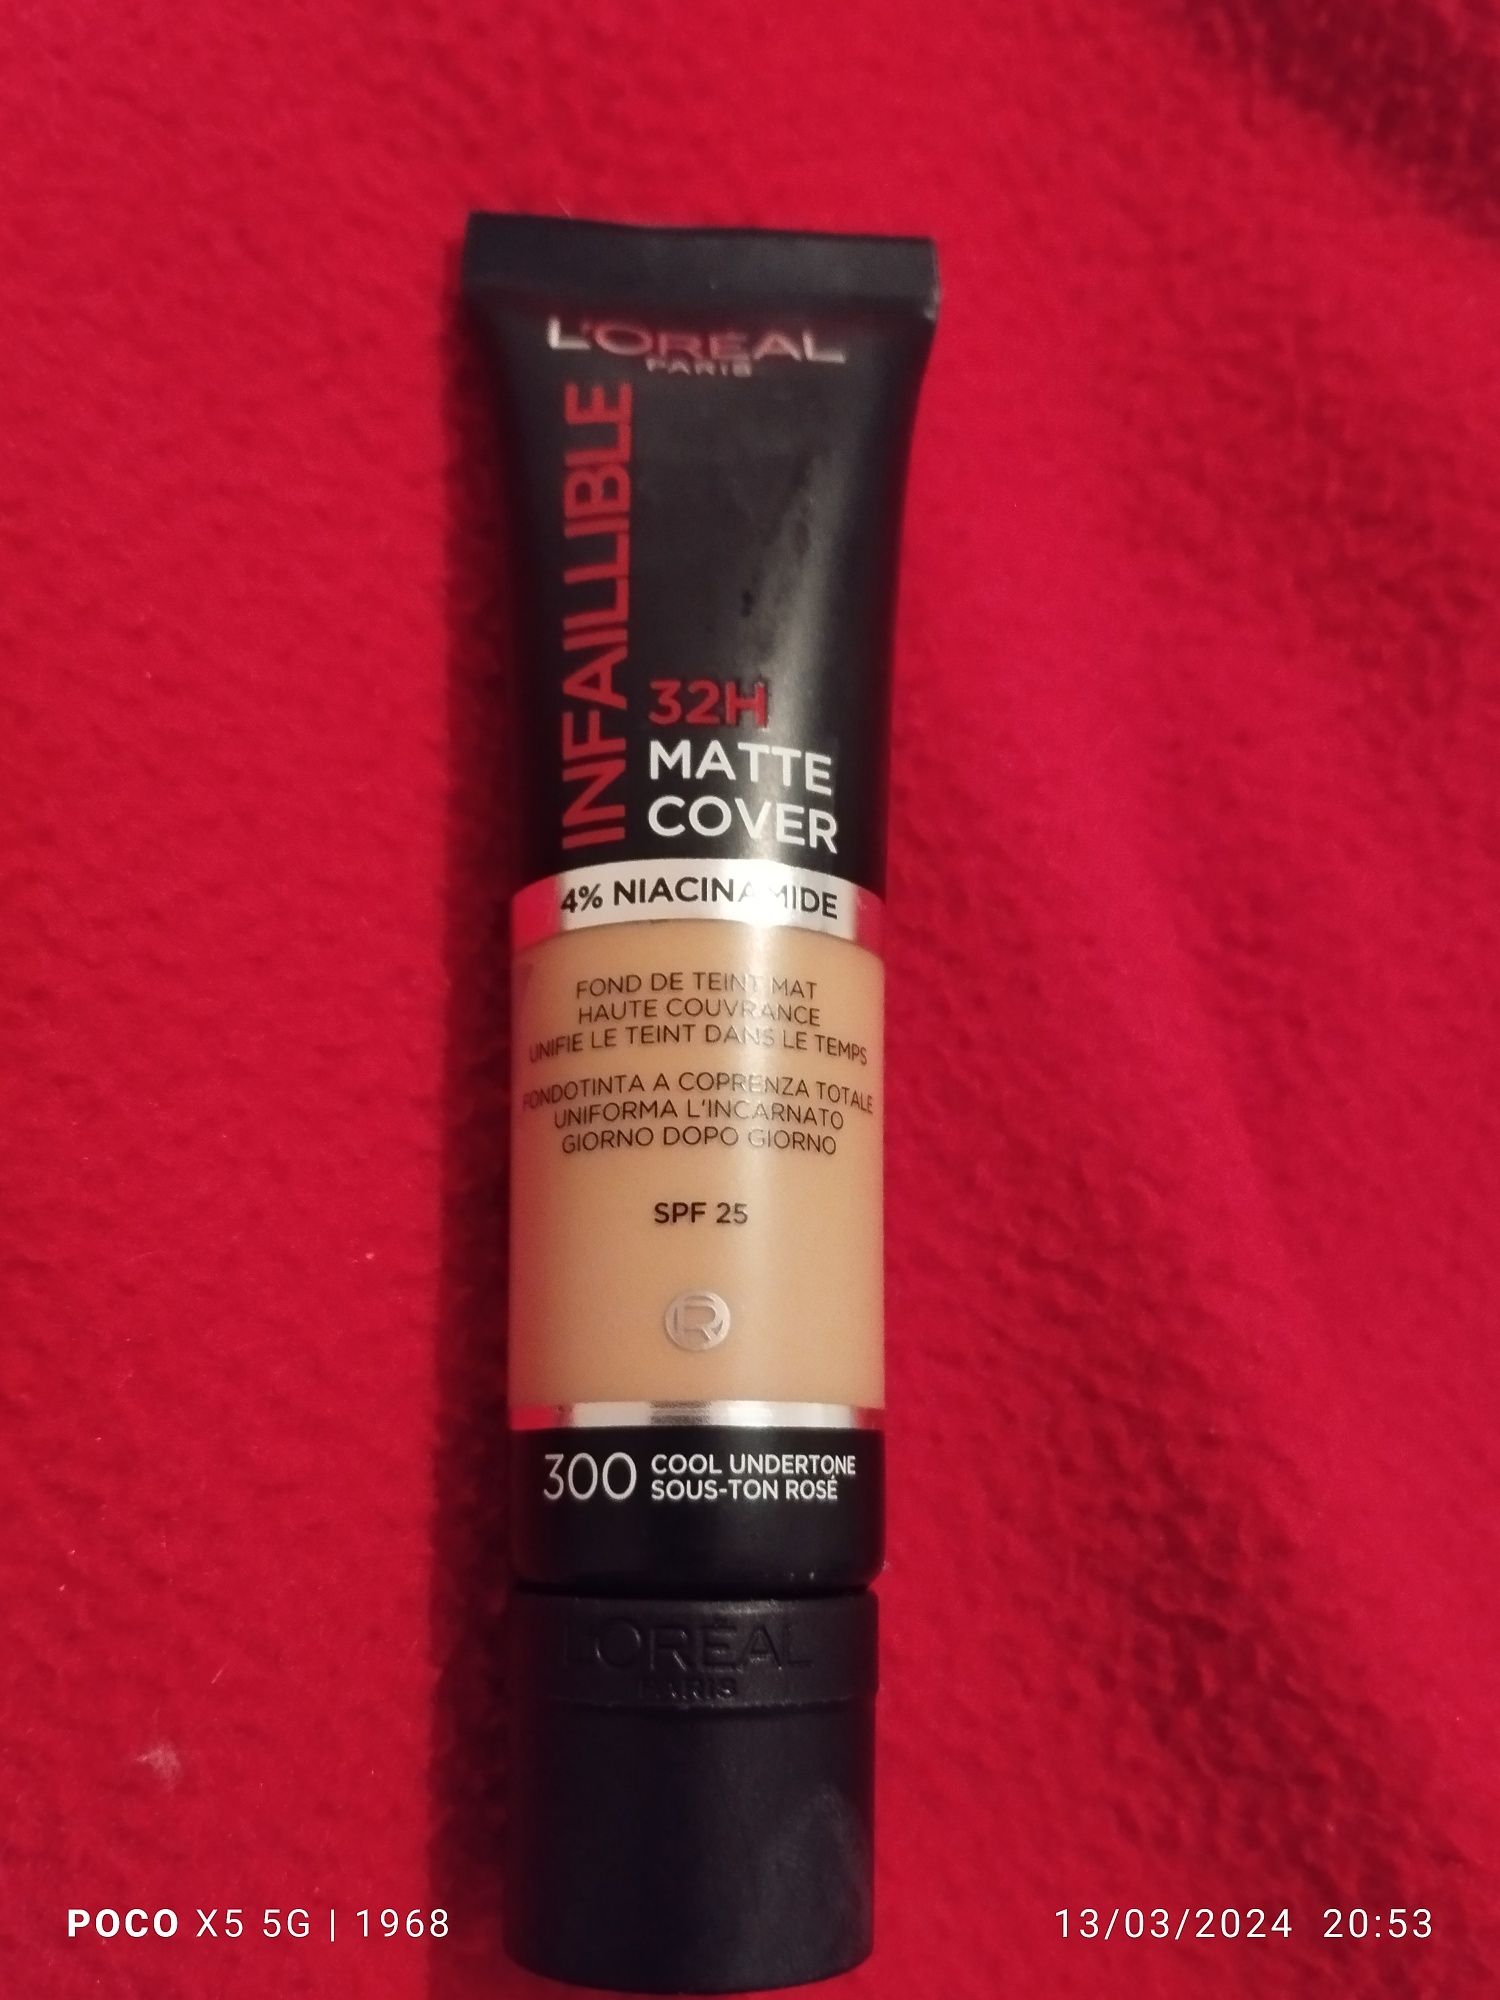 L'ORÉAL
PARIS
INFAILLIBLE
32H
MATTE
COVER
4% NIACINAMIDE
FOND DE TEINT MAT
HAUTE COUVRANCE
UNIFIE LE TEINT DANS LE TEMPS
FONDOTINTA A COPRENZA TOTALE
UNIFORMA L'INCARNATO
GIORNO DOPO GIORNO
SPF 25
R
300 COOL UNDERTONE
SOUS-TON ROSÉ
L'ORÉAL
PARIS
POCO X5 5G | 1968
13/03/2024 20:53